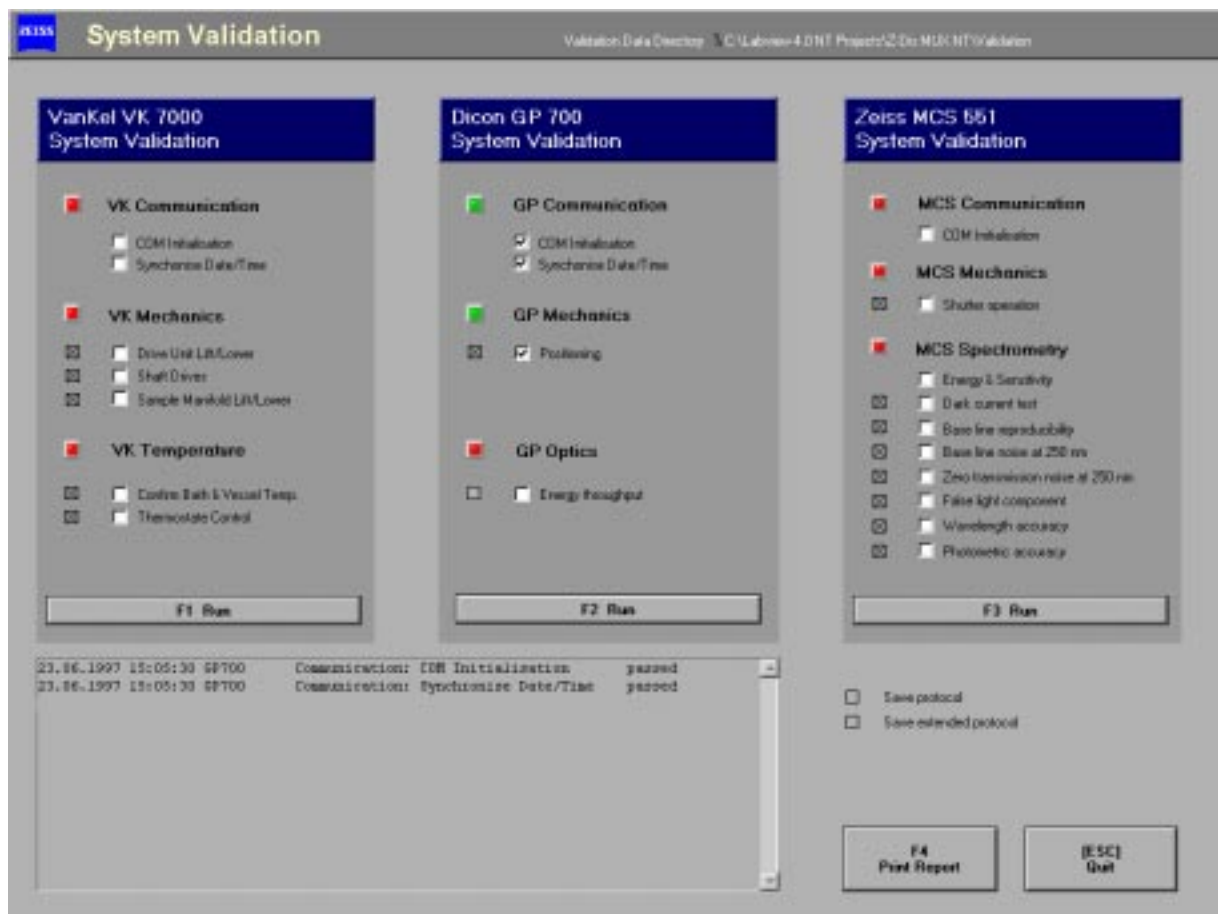 ZEISS
System Validation
Validation Data Directory C:\Labview-4.0 NT Projects\Z-Dis MUX NT\Validation
VanKel VK 7000
System Validation
VK Communication
COM Initialisation
Synchronise Date/Time
VK Mechanics
Drive Unit Lift/Lower
Shaft Drives
Sample Manifold Lift/Lower
VK Temperature
Confirm Bath & Vessel Temp.
Thermostate Control
F1 Run
Dicon GP 700
System Validation
GP Communication
COM Initialisation
Synchronise Date/Time
GP Mechanics
Positioning
GP Optics
Energy throughput
F2 Run
Zeiss MCS 551
System Validation
MCS Communication
COM Initialisation
MCS Mechanics
Shutter operation
MCS Spectrometry
Energy & Sensitivity
Dark current test
Base line reproducibility
Base line noise at 250 nm
Zero transmission noise at 250 nm
False light component
Wavelength accuracy
Photometric accuracy
F3 Run
23.06.1997 15:05:30 GP700 Communication: COM Initialisation passed
23.06.1997 15:05:30 GP700 Communication: Synchronise Date/Time passed
Save protocol
Save extended protocol
F4
Print Report
[ESC]
Quit